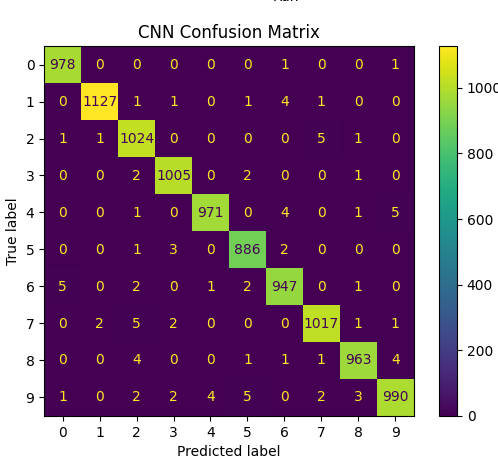 CNN Confusion Matrix
0 978 0 0 0 0 0 1 0 0 1
1 0 1127 1 1 0 1 4 1 0 0
2 1 1 1024 0 0 0 0 5 1 0
3 0 0 2 1005 0 2 0 0 1 0
4 0 0 1 0 971 0 4 0 1 5
5 0 0 1 3 0 886 2 0 0 0
6 5 0 2 0 1 2 947 0 1 0
7 0 2 5 2 0 0 0 1017 1 1
8 0 0 4 0 0 1 1 1 963 4
9 1 0 2 2 4 5 0 2 3 990
0 1 2 3 4 5 6 7 8 9
True label
Predicted label
1000
800
600
400
200
0